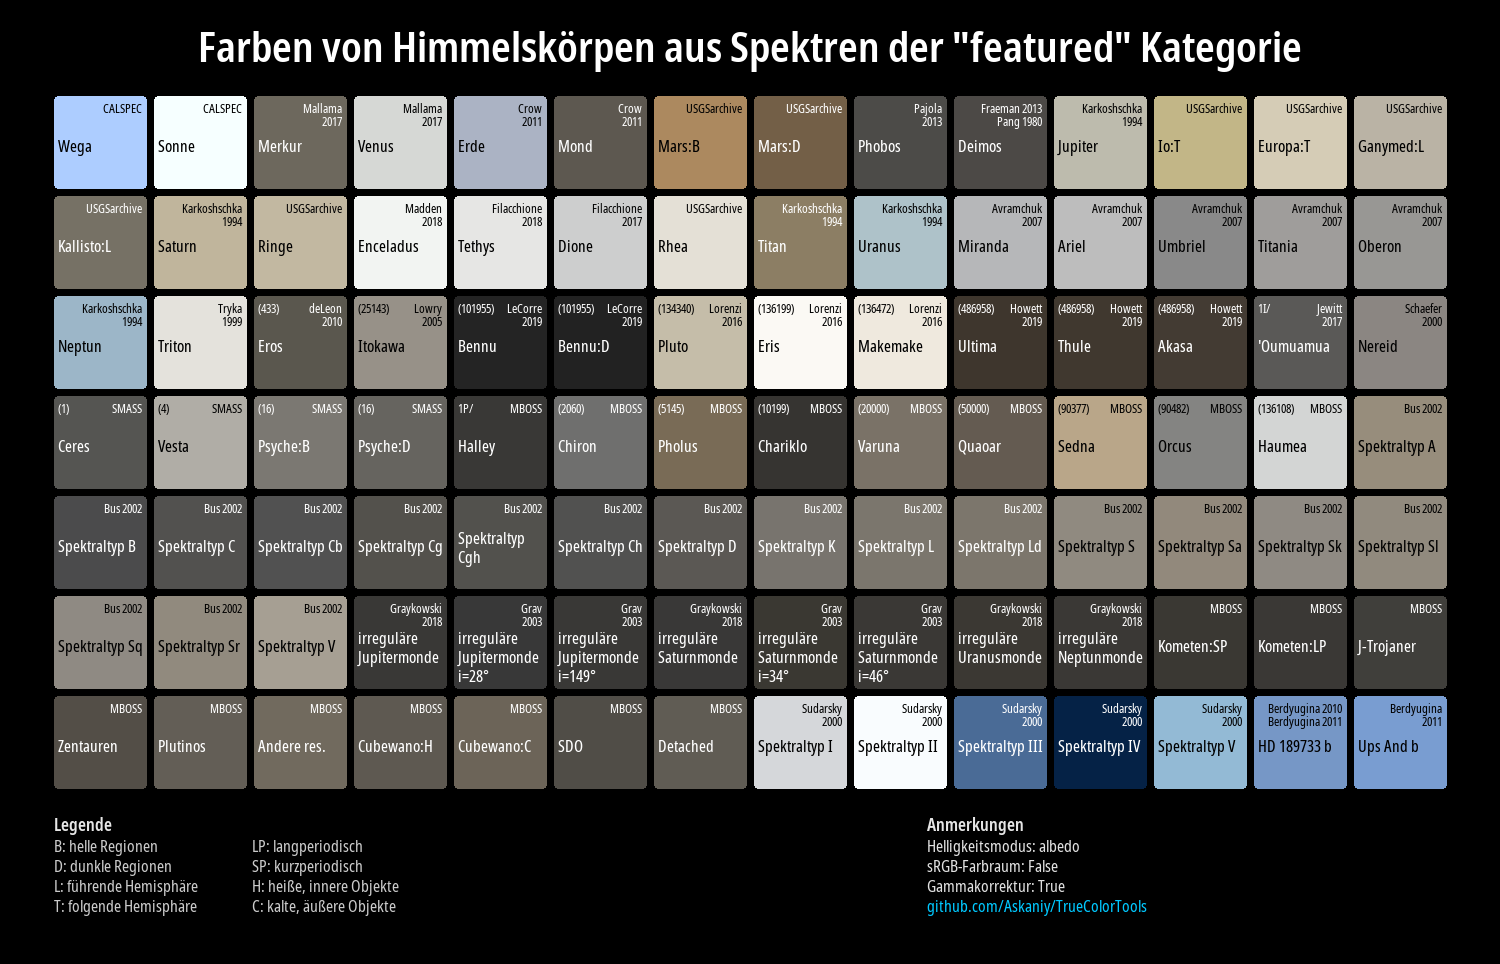 Farben von Himmelskörpen aus Spektren der "featured" Kategorie
CALSPEC
Wega
CALSPEC
Sonne
Mallama
2017
Merkur
Mallama
2017
Venus
Crow
2011
Erde
Crow
2011
Mond
USGSarchive
Mars:B
USGSarchive
Mars:D
Pajola
2013
Phobos
Fraeman 2013
Pang 1980
Deimos
Karkoshschka
1994
Jupiter
USGSarchive
Io:T
USGSarchive
Europa:T
USGSarchive
Ganymed:L
USGSarchive
Kallisto:L
Karkoshschka
1994
Saturn
USGSarchive
Ringe
Madden
2018
Enceladus
Filacchione
2018
Tethys
Filacchione
2017
Dione
USGSarchive
Rhea
Karkoshschka
1994
Titan
Karkoshschka
1994
Uranus
Avramchuk
2007
Miranda
Avramchuk
2007
Ariel
Avramchuk
2007
Umbriel
Avramchuk
2007
Titania
Avramchuk
2007
Oberon
Karkoshschka
1994
Neptun
Tryka
1999
Triton
(433) deLeon
2010
Eros
(25143) Lowry
2005
Itokawa
(101955) LeCorre
2019
Bennu
(101955) LeCorre
2019
Bennu:D
(134340) Lorenzi
2016
Pluto
(136199) Lorenzi
2016
Eris
(136472) Lorenzi
2016
Makemake
(486958) Howett
2019
Ultima
(486958) Howett
2019
Thule
(486958) Howett
2019
Akasa
1I/ Jewitt
2017
'Oumuamua
Schaefer
2000
Nereid
(1) SMASS
Ceres
(4) SMASS
Vesta
(16) SMASS
Psyche:B
(16) SMASS
Psyche:D
1P/ MBOSS
Halley
(2060) MBOSS
Chiron
(5145) MBOSS
Pholus
(10199) MBOSS
Chariklo
(20000) MBOSS
Varuna
(50000) MBOSS
Quaoar
(90377) MBOSS
Sedna
(90482) MBOSS
Orcus
(136108) MBOSS
Haumea
Bus 2002
Spektraltyp A
Bus 2002
Spektraltyp B
Bus 2002
Spektraltyp C
Bus 2002
Spektraltyp Cb
Bus 2002
Spektraltyp Cg
Bus 2002
Spektraltyp
Cgh
Bus 2002
Spektraltyp Ch
Bus 2002
Spektraltyp D
Bus 2002
Spektraltyp K
Bus 2002
Spektraltyp L
Bus 2002
Spektraltyp Ld
Bus 2002
Spektraltyp S
Bus 2002
Spektraltyp Sa
Bus 2002
Spektraltyp Sk
Bus 2002
Spektraltyp Sl
Bus 2002
Spektraltyp Sq
Bus 2002
Spektraltyp Sr
Bus 2002
Spektraltyp V
Graykowski
2018
irreguläre
Jupitermonde
Grav
2003
irreguläre
Jupitermonde
i=28°
Grav
2003
irreguläre
Jupitermonde
i=149°
Graykowski
2018
irreguläre
Saturnmonde
Grav
2003
irreguläre
Saturnmonde
i=34°
Grav
2003
irreguläre
Saturnmonde
i=46°
Graykowski
2018
irreguläre
Uranusmonde
Graykowski
2018
irreguläre
Neptunmonde
MBOSS
Kometen:SP
MBOSS
Kometen:LP
MBOSS
J-Trojaner
MBOSS
Zentauren
MBOSS
Plutinos
MBOSS
Andere res.
MBOSS
Cubewano:H
MBOSS
Cubewano:C
MBOSS
SDO
MBOSS
Detached
Sudarsky
2000
Spektraltyp I
Sudarsky
2000
Spektraltyp II
Sudarsky
2000
Spektraltyp III
Sudarsky
2000
Spektraltyp IV
Sudarsky
2000
Spektraltyp V
Berdyugina 2010
Berdyugina 2011
HD 189733 b
Berdyugina
2011
Ups And b
Legende
B: helle Regionen
D: dunkle Regionen
L: führende Hemisphäre
T: folgende Hemisphäre
LP: langperiodisch
SP: kurzperiodisch
H: heiße, innere Objekte
C: kalte, äußere Objekte
Anmerkungen
Helligkeitsmodus: albedo
sRGB-Farbraum: False
Gammakorrektur: True
github.com/Askaniy/TrueColorTools